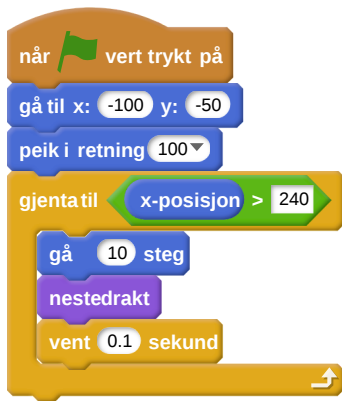 når vert trykt på
gå til x: -100 y: -50
peik i retning 100
gjenta til x-posisjon > 240
gå 10 steg
nestedrakt
vent 0.1 sekund